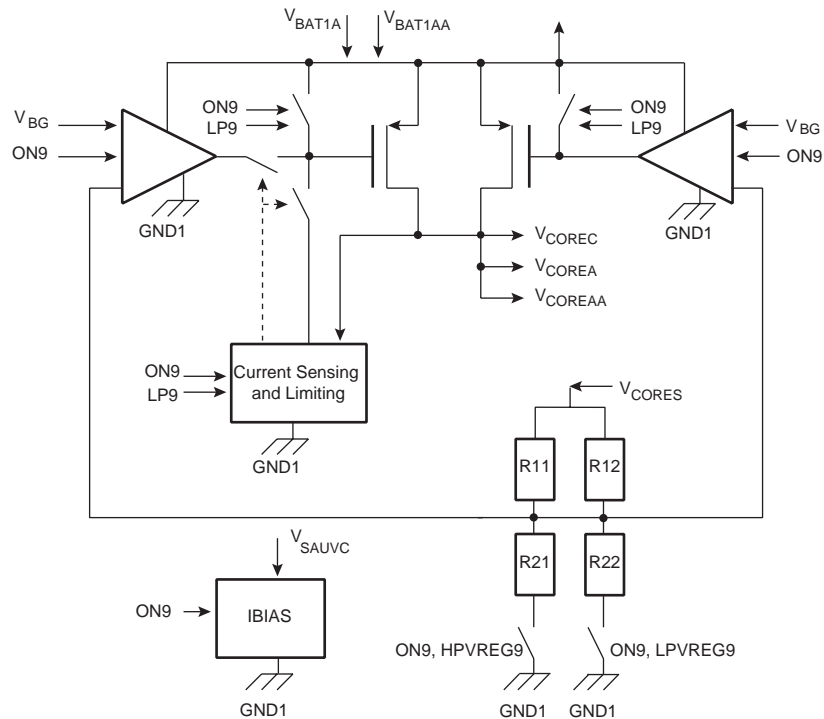 VBAT1A
VBAT1AA
VBG
ON9
ON9
LP9
ON9
LP9
VBG
ON9
GND1
GND1
VCOREC
VCOREA
VCOREAA
ON9
LP9
Current Sensing
and Limiting
GND1
VCORES
R11
R12
R21
R22
VSAUVC
ON9
IBIAS
GND1
ON9, HPVREG9
ON9, LPVREG9
GND1
GND1